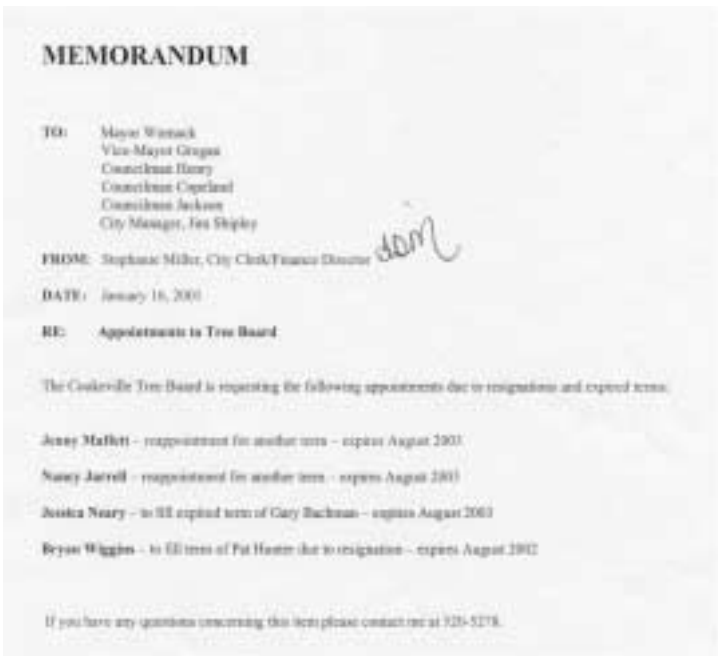 MEMORANDUM
TO: Mayor Womack
Vice-Mayor Grogan
Councilman Henry
Councilman Copeland
Councilman Jackson
City Manager, Jim Shipley
FROM: Stephanie Miller, City Clerk/Finance Director
DATE: January 16, 2001
RE: Appointments to Tree Board
The Cookeville Tree Board is requesting the following appointments due to resignations and expired terms:
Jenny Maffett – reappointment for another term – expires August 2003
Nancy Jarrell – reappointment for another term – expires August 2003
Jessica Neary – to fill expired term of Gary Bachman – expires August 2003
Bryon Wiggins – to fill term of Pat Hunter due to resignation – expires August 2002
If you have any questions concerning this item please contact me at 520-5278.